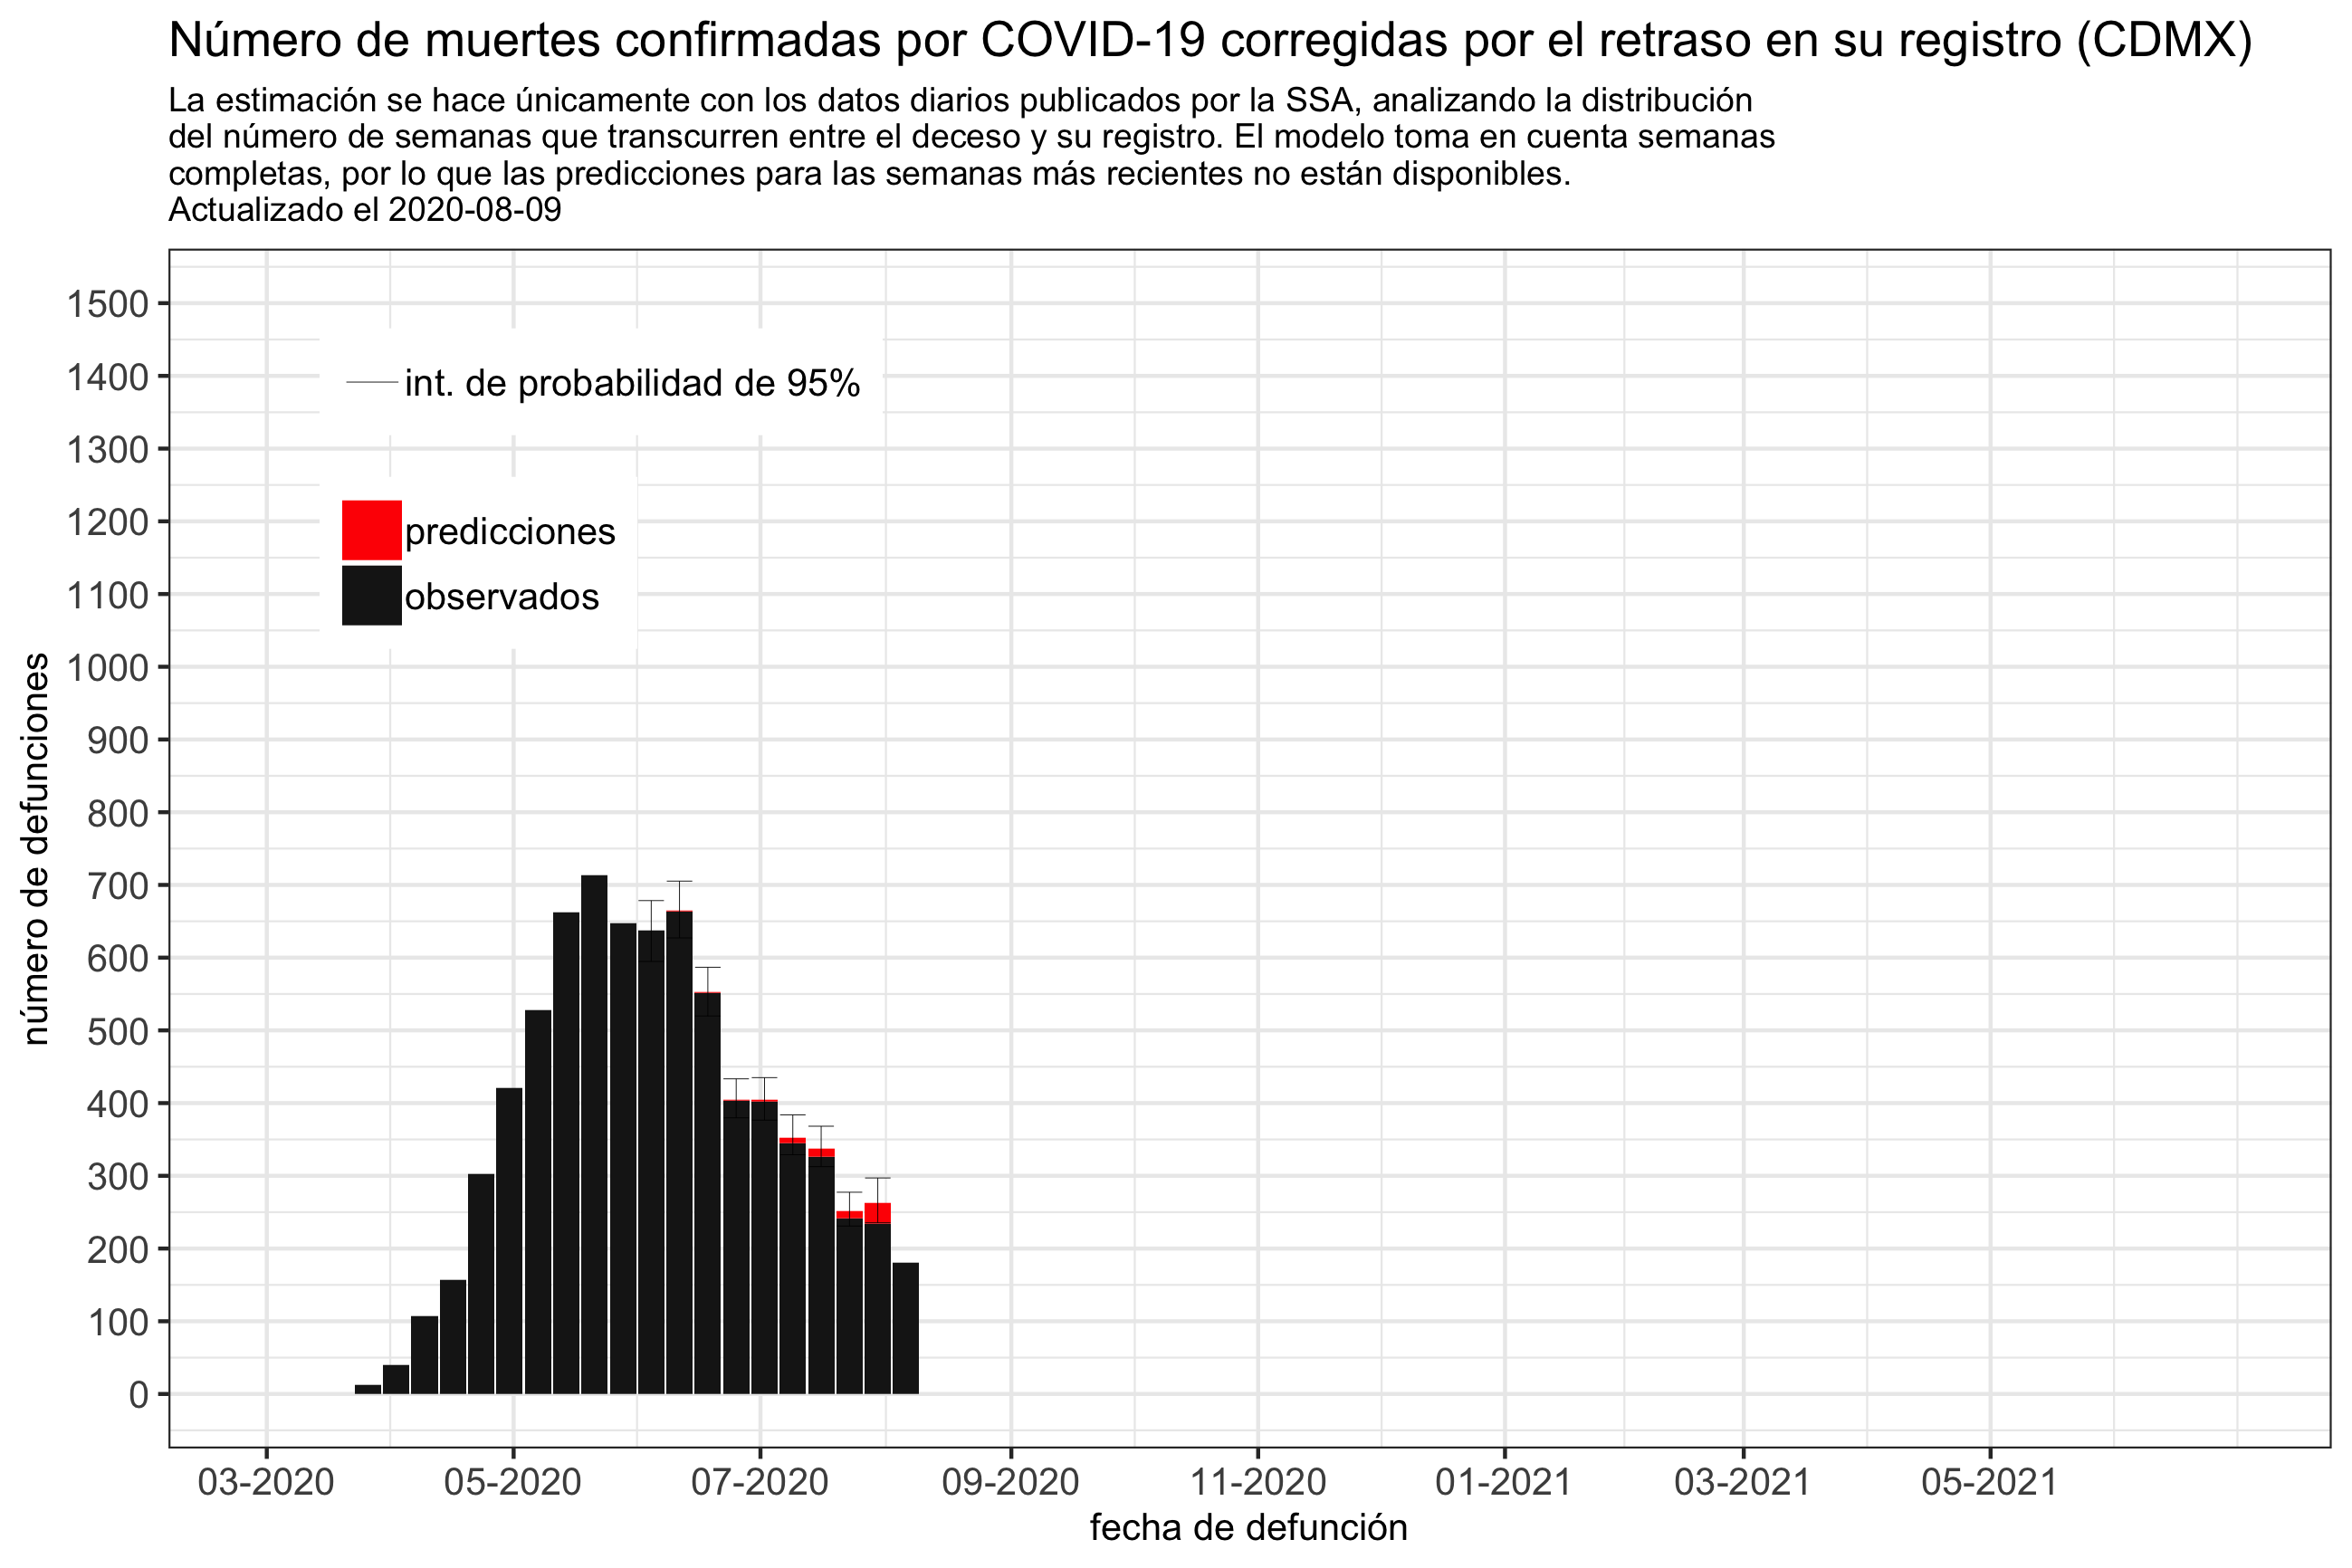 Número de muertes confirmadas por COVID-19 corregidas por el retraso en su registro (CDMX)
La estimación se hace únicamente con los datos diarios publicados por la SSA, analizando la distribución
del número de semanas que transcurren entre el deceso y su registro. El modelo toma en cuenta semanas
completas, por lo que las predicciones para las semanas más recientes no están disponibles.
Actualizado el 2020-08-09
número de defunciones
1500
1400
1300
1200
1100
1000
900
800
700
600
500
400
300
200
100
0
int. de probabilidad de 95%
predicciones
observados
03-2020 05-2020 07-2020 09-2020 11-2020 01-2021 03-2021 05-2021
fecha de defunción